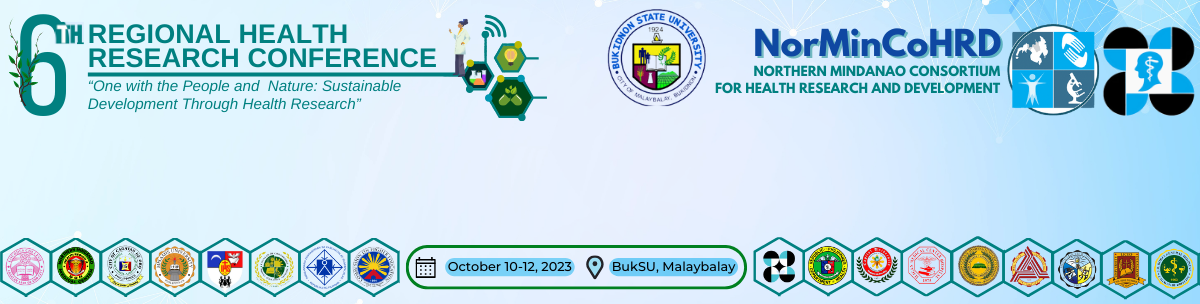 6TH REGIONAL HEALTH
RESEARCH CONFERENCE
“One with the People and Nature: Sustainable
Development Through Health Research”
BUKIDNON STATE UNIVERSITY
1924
CITY OF MALAYBALAY, BUKIDNON
NorMinCoHRD
NORTHERN MINDANAO CONSORTIUM
FOR HEALTH RESEARCH AND DEVELOPMENT
October 10-12, 2023
BukSU, Malaybalay